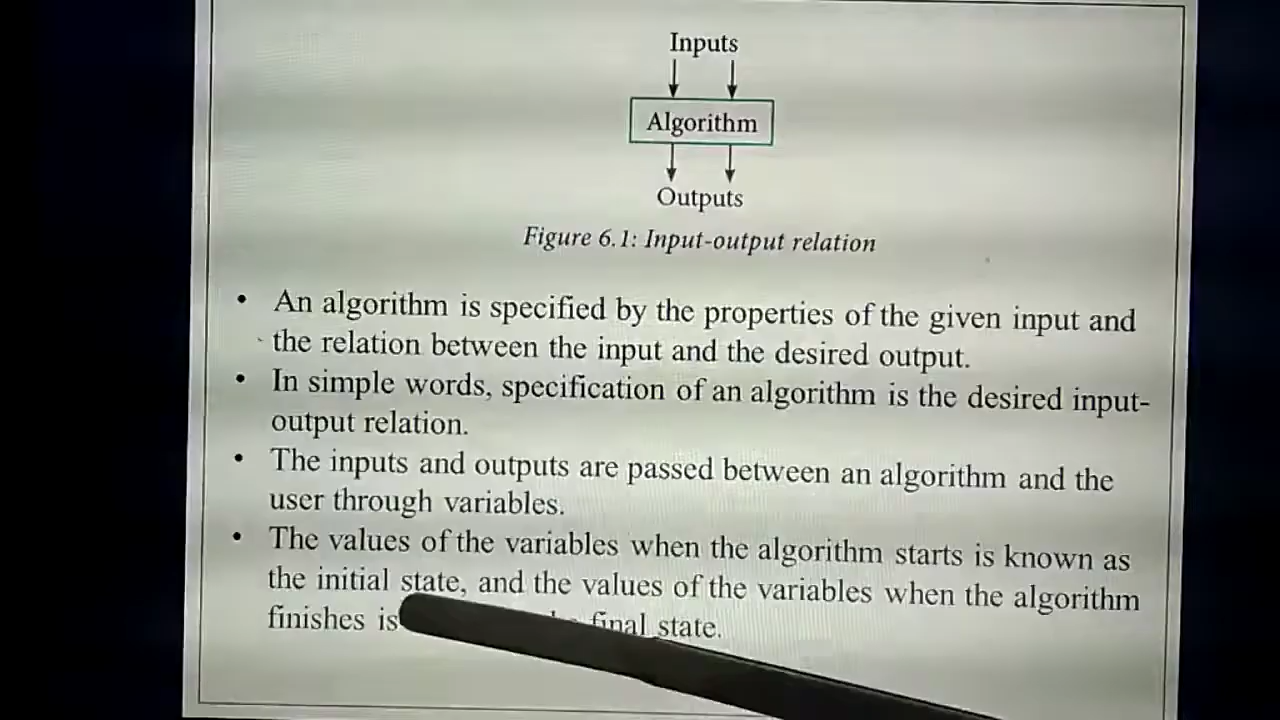 Inputs
Algorithm
Outputs
Figure 6.1: Input-output relation
• An algorithm is specified by the properties of the given input and
the relation between the input and the desired output.
• In simple words, specification of an algorithm is the desired input-
output relation.
• The inputs and outputs are passed between an algorithm and the
user through variables.
• The values of the variables when the algorithm starts is known as
the initial state, and the values of the variables when the algorithm
finishes is final state.